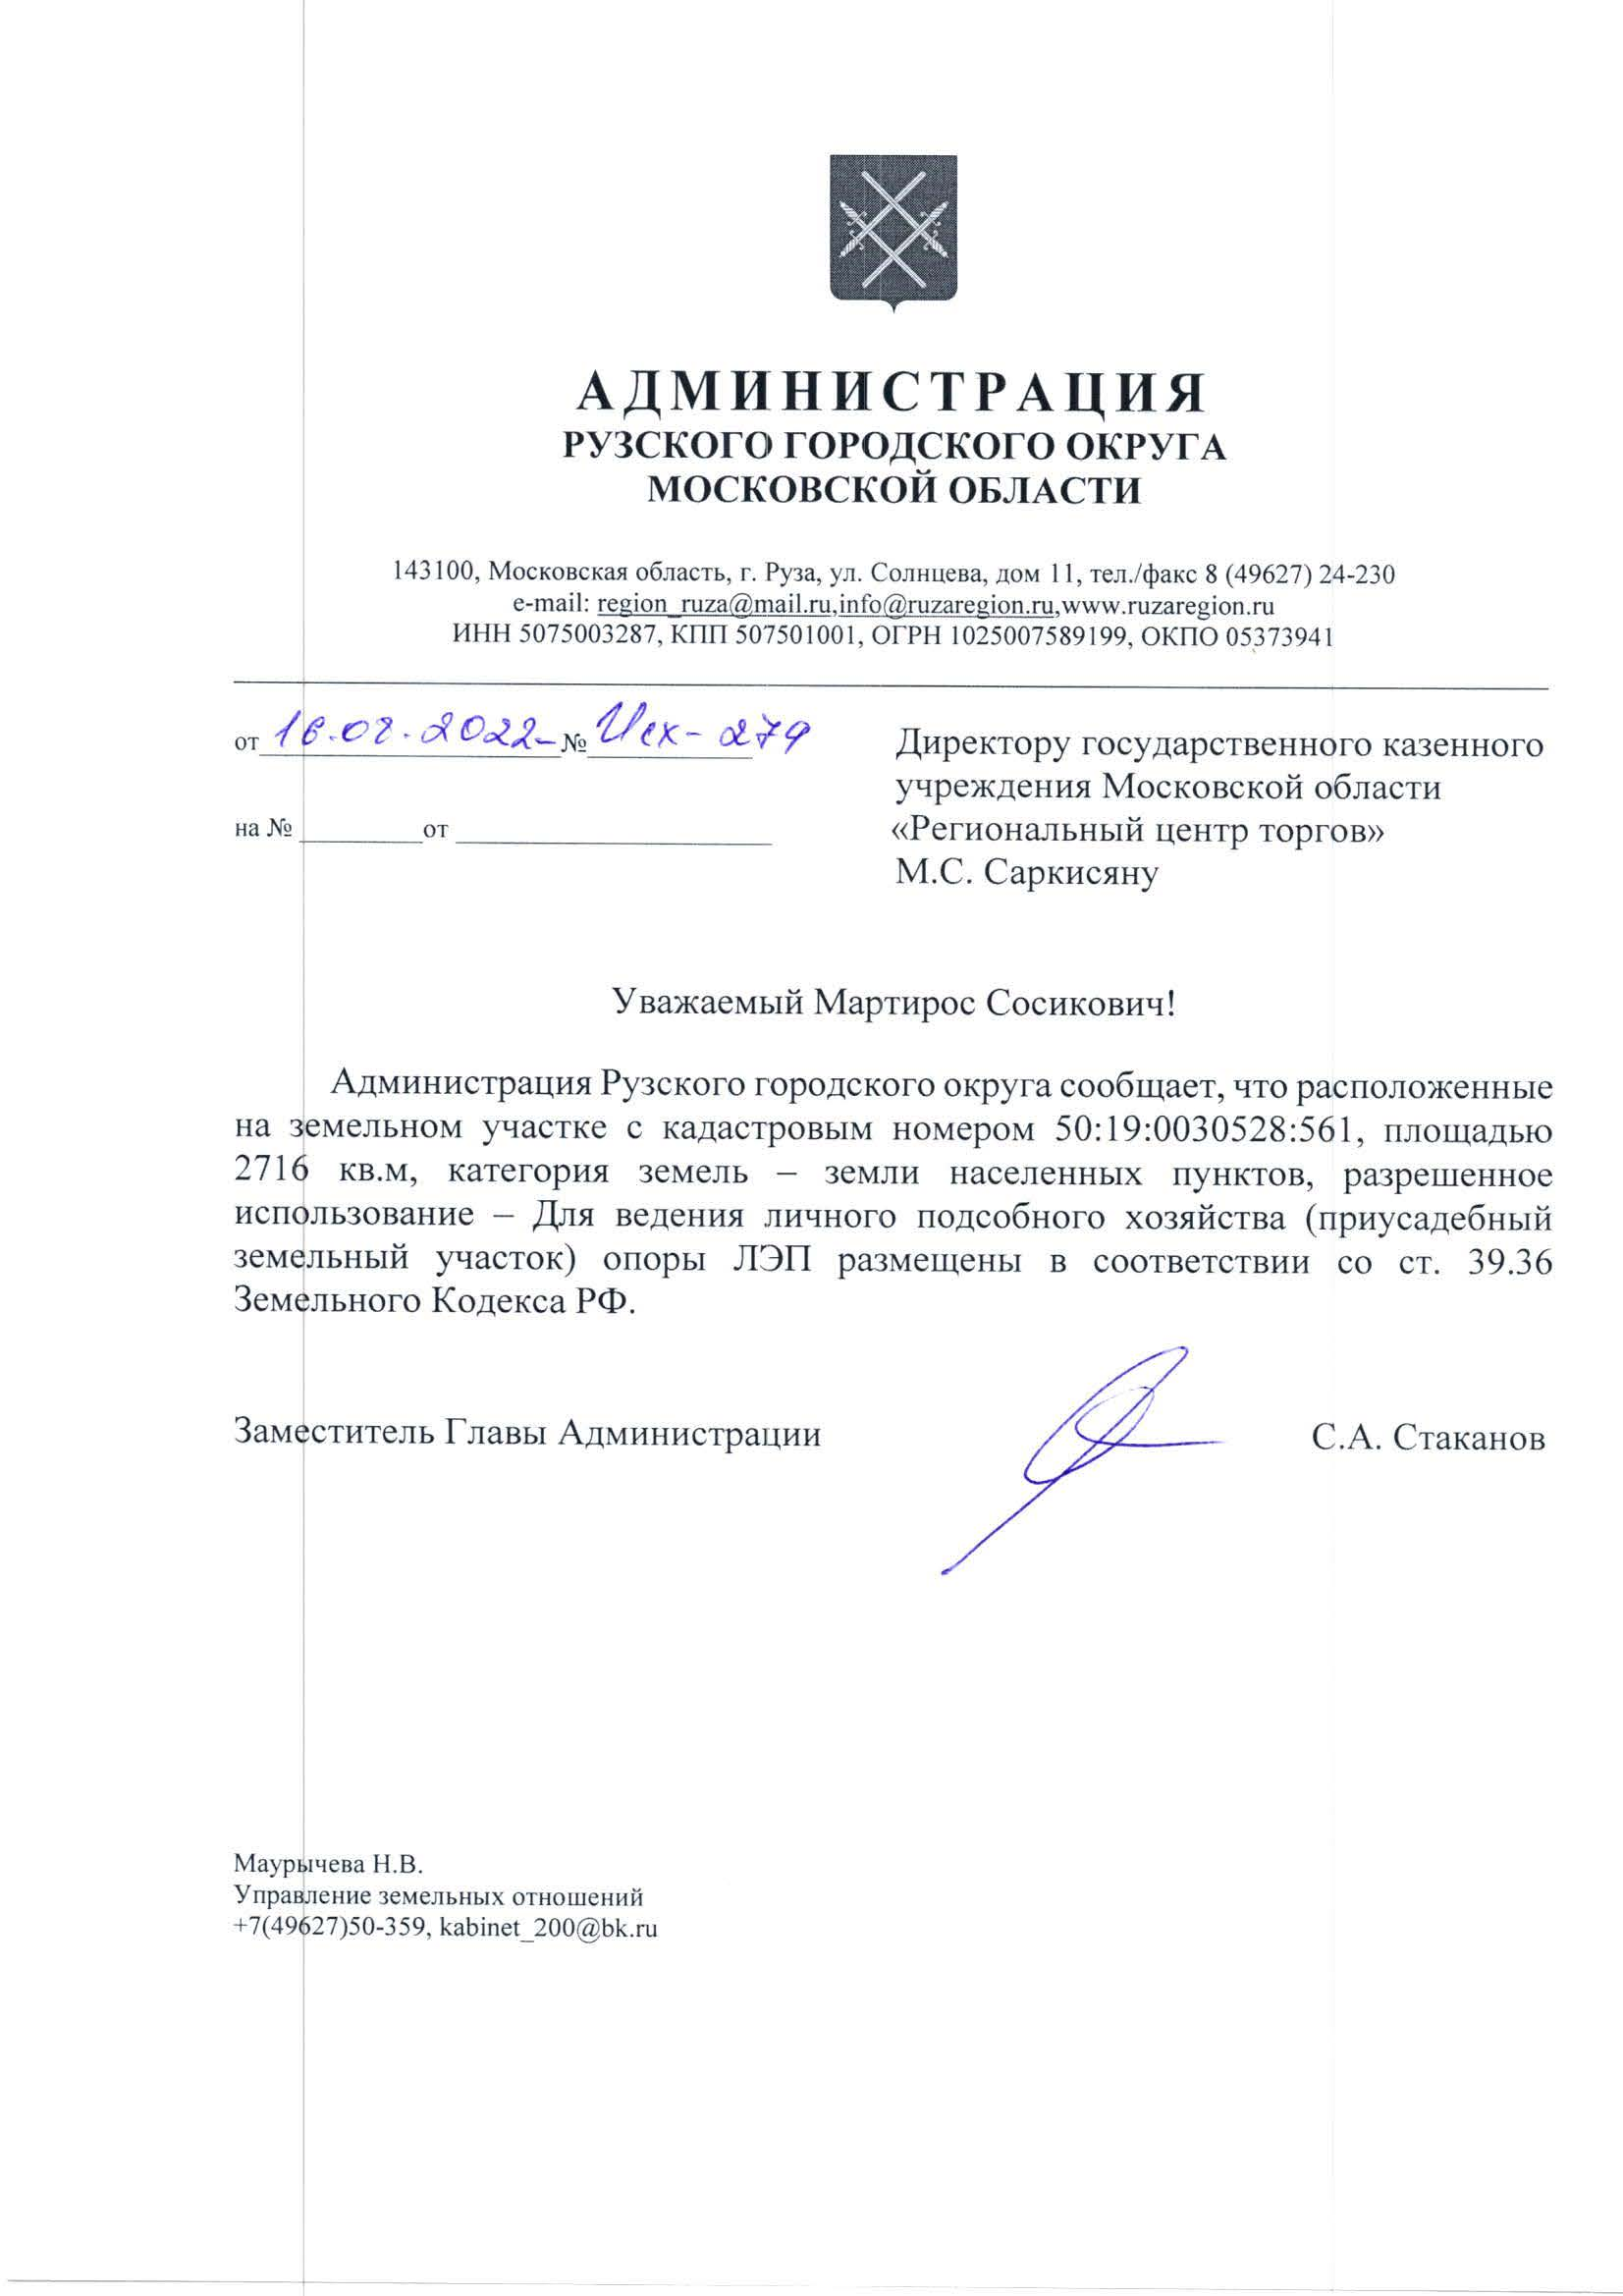 АДМИНИСТРАЦИЯ
РУЗСКОГО ГОРОДСКОГО ОКРУГА
МОСКОВСКОЙ ОБЛАСТИ
143100, Московская область, г. Руза, ул. Солнцева, дом 11, тел./факс 8 (49627) 24-230
e-mail: region_ruza@mail.ru,info@ruzaregion.ru,www.ruzaregion.ru
ИНН 5075003287, КПП 507501001, ОГРН 1025007589199, ОКПО 05373941
от 2022 № Исх-279
на № от
Директору государственного казенного
учреждения Московской области
«Региональный центр торгов»
М.С. Саркисяну
Уважаемый Мартирос Сосикович!
Администрация Рузского городского округа сообщает, что расположенные
на земельном участке с кадастровым номером 50:19:0030528:561, площадью
2716 кв.м, категория земель – земли населенных пунктов, разрешенное
использование – Для ведения личного подсобного хозяйства (приусадебный
земельный участок) опоры ЛЭП размещены в соответствии со ст. 39.36
Земельного Кодекса РФ.
Заместитель Главы Администрации С.А. Стаканов
Маурычева Н.В.
Управление земельных отношений
+7(49627)50-359, kabinet_200@bk.ru